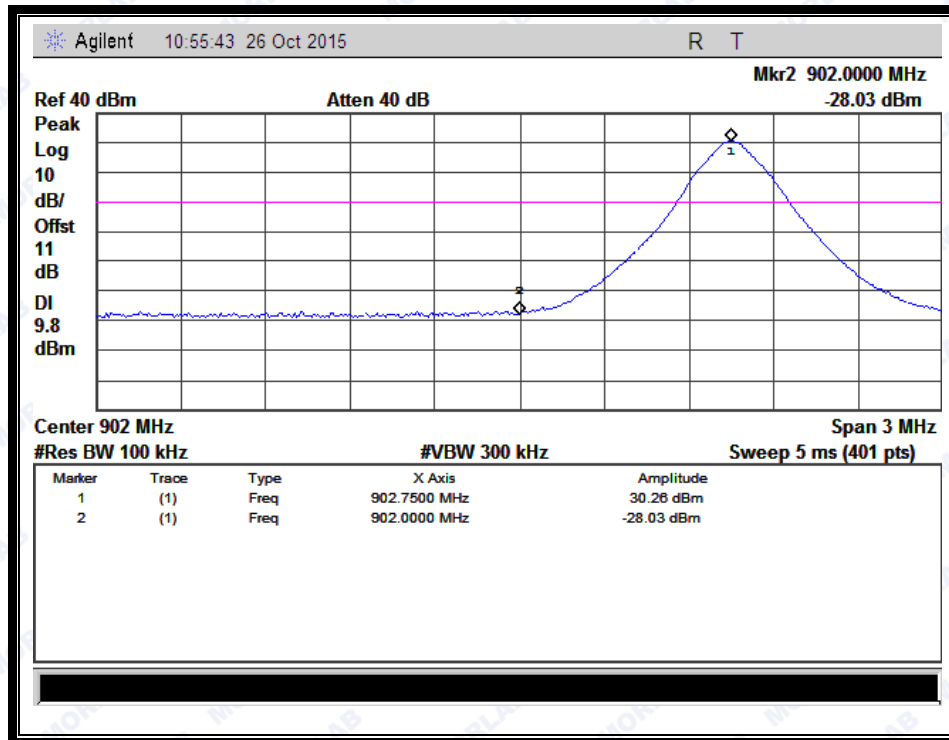 Agilent 10:55:43 26 Oct 2015 R T
Mkr2 902.0000 MHz
Ref 40 dBm Atten 40 dB -28.03 dBm
Peak
Log
10
dB/
Offst
11
dB
DI
9.8
dBm
1
2
Center 902 MHz Span 3 MHz
#Res BW 100 kHz #VBW 300 kHz Sweep 5 ms (401 pts)
Marker Trace Type X Axis Amplitude
1 (1) Freq 902.7500 MHz 30.26 dBm
2 (1) Freq 902.0000 MHz -28.03 dBm
MORLAB